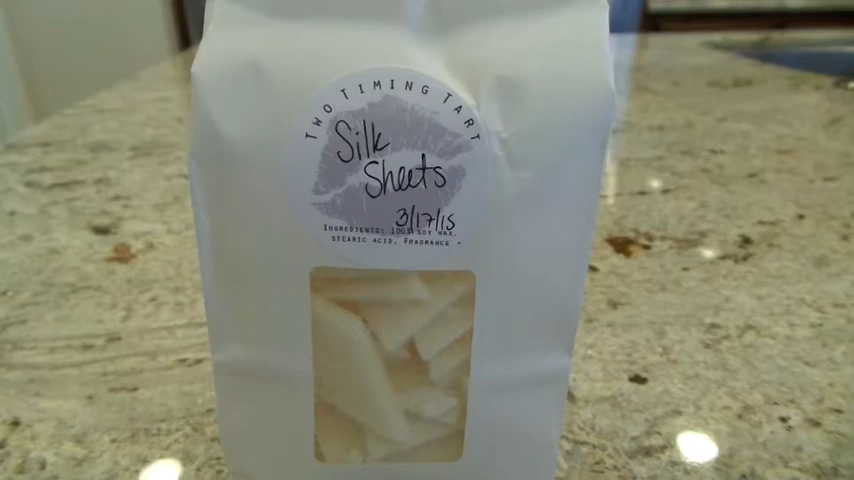 TWO TIMING TART
Silk
Sheets
3/17/15
INGREDIENTS: 100% SOY WAX,
STEARIC ACID, FRAGRANCE -